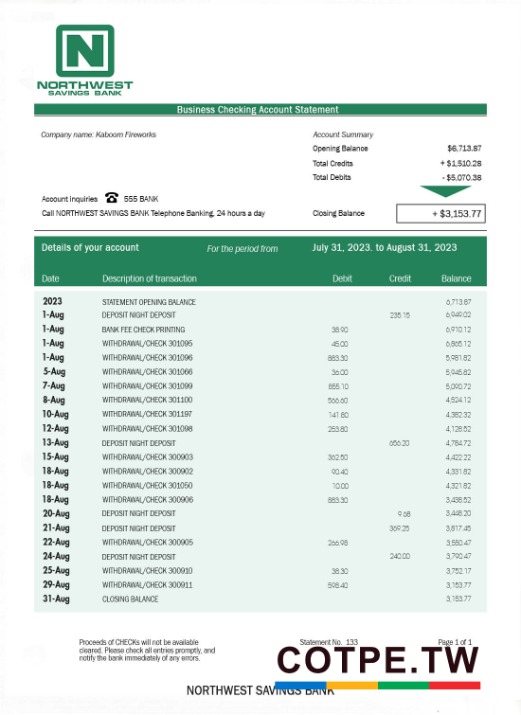 N
NORTHWEST
SAVINGS BANK
Business Checking Account Statement
Company name: Kaboom Fireworks
Account Summary
Opening Balance $6,713.87
Total Credits + $1,510.28
Total Debits - $5,070.38
Account Inquiries 555 BANK
Call NORTHWEST SAVINGS BANK Telephone Banking, 24 hours a day
Closing Balance + $3,153.77
Details of your account For the period from July 31, 2023. to August 31, 2023
Date Description of transaction Debit Credit Balance
2023 STATEMENT OPENING BALANCE 6,713.87
1-Aug DEPOSIT NIGHT DEPOSIT 235.15 6,949.02
1-Aug BANK FEE CHECK PRINTING 38.90 6,910.12
1-Aug WITHDRAWAL/CHECK 301095 45.00 6,865.12
1-Aug WITHDRAWAL/CHECK 301096 883.30 5,981.82
5-Aug WITHDRAWAL/CHECK 301066 36.00 5,945.82
7-Aug WITHDRAWAL/CHECK 301099 855.10 5,090.72
8-Aug WITHDRAWAL/CHECK 301100 566.60 4,524.12
10-Aug WITHDRAWAL/CHECK 301197 141.80 4,382.32
12-Aug WITHDRAWAL/CHECK 301098 253.80 4,128.52
13-Aug DEPOSIT NIGHT DEPOSIT 656.20 4,784.72
15-Aug WITHDRAWAL/CHECK 300903 362.50 4,422.22
18-Aug WITHDRAWAL/CHECK 300902 90.40 4,331.82
18-Aug WITHDRAWAL/CHECK 301050 10.00 4,321.82
18-Aug WITHDRAWAL/CHECK 300906 883.30 3,438.52
20-Aug DEPOSIT NIGHT DEPOSIT 9.68 3,448.20
21-Aug DEPOSIT NIGHT DEPOSIT 369.25 3,817.45
22-Aug WITHDRAWAL/CHECK 300905 266.98 3,550.47
24-Aug DEPOSIT NIGHT DEPOSIT 240.00 3,790.47
25-Aug WITHDRAWAL/CHECK 300910 38.30 3,752.17
29-Aug WITHDRAWAL/CHECK 300911 598.40 3,153.77
31-Aug CLOSING BALANCE 3,153.77
Proceeds of CHECKs will not be available
cleared. Please check all entries promptly, and
notify the bank immediately of any errors.
Statement No. 133 Page 1 of 1
COTPE.TW
NORTHWEST SAVINGS BANK